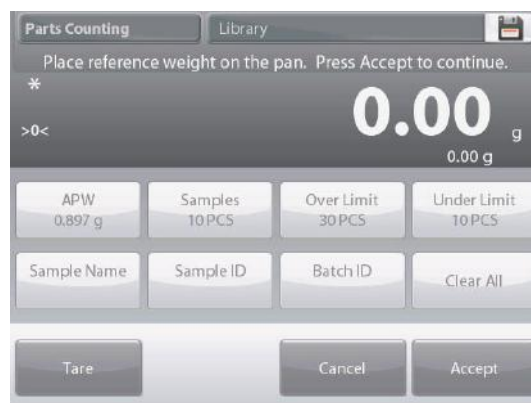 Parts Counting
Library
Place reference weight on the pan. Press Accept to continue.
*
>0<
0.00 g
0.00 g
APW
0.897 g
Samples
10 PCS
Over Limit
30 PCS
Under Limit
10 PCS
Sample Name
Sample ID
Batch ID
Clear All
Tare
Cancel
Accept